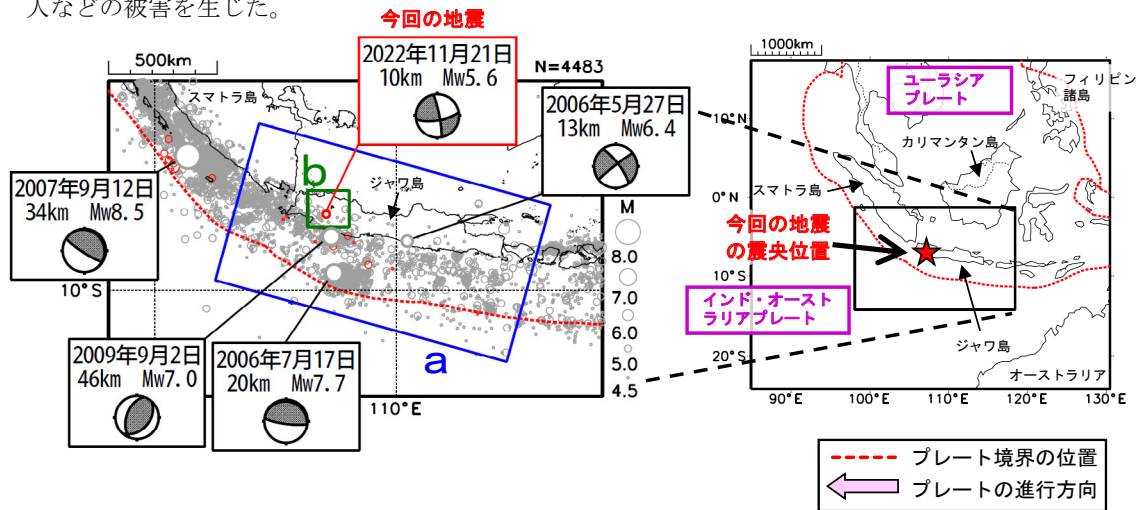 人などの被害を生じた。
今回の地震
500km
2022年11月21日
10km Mw5.6
N=4483
スマトラ島
2006年5月27日
13km Mw6.4
b
ジャワ島
2007年9月12日
34km Mw8.5
M
8.0
7.0
6.0
5.0
4.5
10°S
a
2009年9月2日
46km Mw7.0
2006年7月17日
20km Mw7.7
110°E
1000km
ユーラシア
プレート
フィリピン
諸島
10°N
カリマンタン島
スマトラ島
0°N
今回の地震
の震央位置
10°S
インド・オースト
ラリアプレート
ジャワ島
20°S
オーストラリア
90°E 100°E 110°E 120°E 130°E
プレート境界の位置
プレートの進行方向